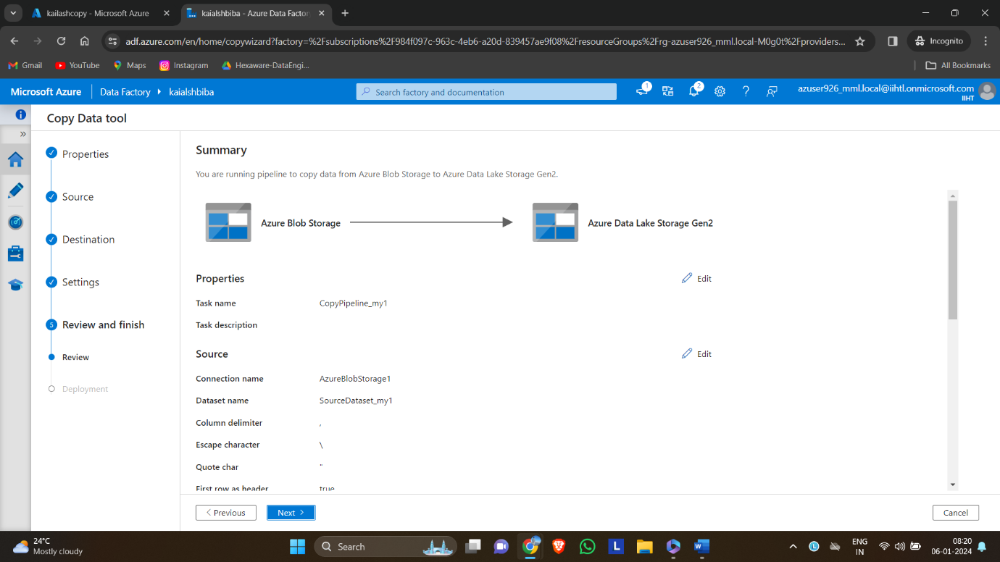 kailashcopy - Microsoft Azure
kaialshbiba - Azure Data Factory
adf.azure.com/en/home/copywizard?factory=%2Fsubscriptions%2F984f097c-963c-4eb6-a20d-839457ae9f08%2FresourceGroups%2Frg-azuser926_mml.local-M0g0t%2Fproviders...
Incognito
Gmail
YouTube
Maps
Instagram
Hexaware-DataEngi...
All Bookmarks
Microsoft Azure
Data Factory
kaialshbiba
Search factory and documentation
1
2
azuser926_mml.local@iihtl.onmicrosoft.com
IIHT
Copy Data tool
Properties
Source
Destination
Settings
5 Review and finish
Review
Deployment
Summary
You are running pipeline to copy data from Azure Blob Storage to Azure Data Lake Storage Gen2.
Azure Blob Storage
Azure Data Lake Storage Gen2
Properties
Edit
Task name CopyPipeline_my1
Task description
Source
Edit
Connection name AzureBlobStorage1
Dataset name SourceDataset_my1
Column delimiter ,
Escape character \
Quote char "
First row as header true
Previous
Next
Cancel
24°C
Mostly cloudy
Search
L
W
L
ENG
IN
08:20
06-01-2024